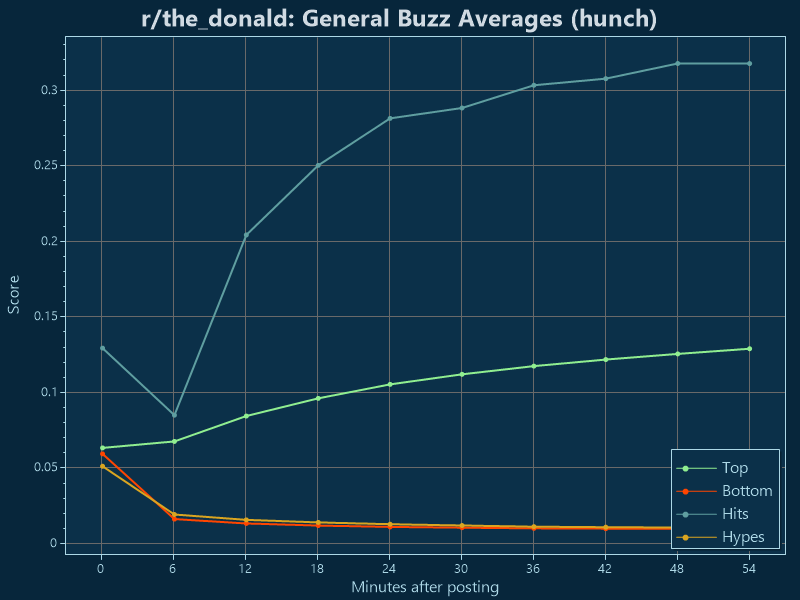 r/the_donald: General Buzz Averages (hunch)
0.3
0.25
0.2
0.15
0.1
0.05
0
Score
Top
Bottom
Hits
Hypes
0 6 12 18 24 30 36 42 48 54
Minutes after posting